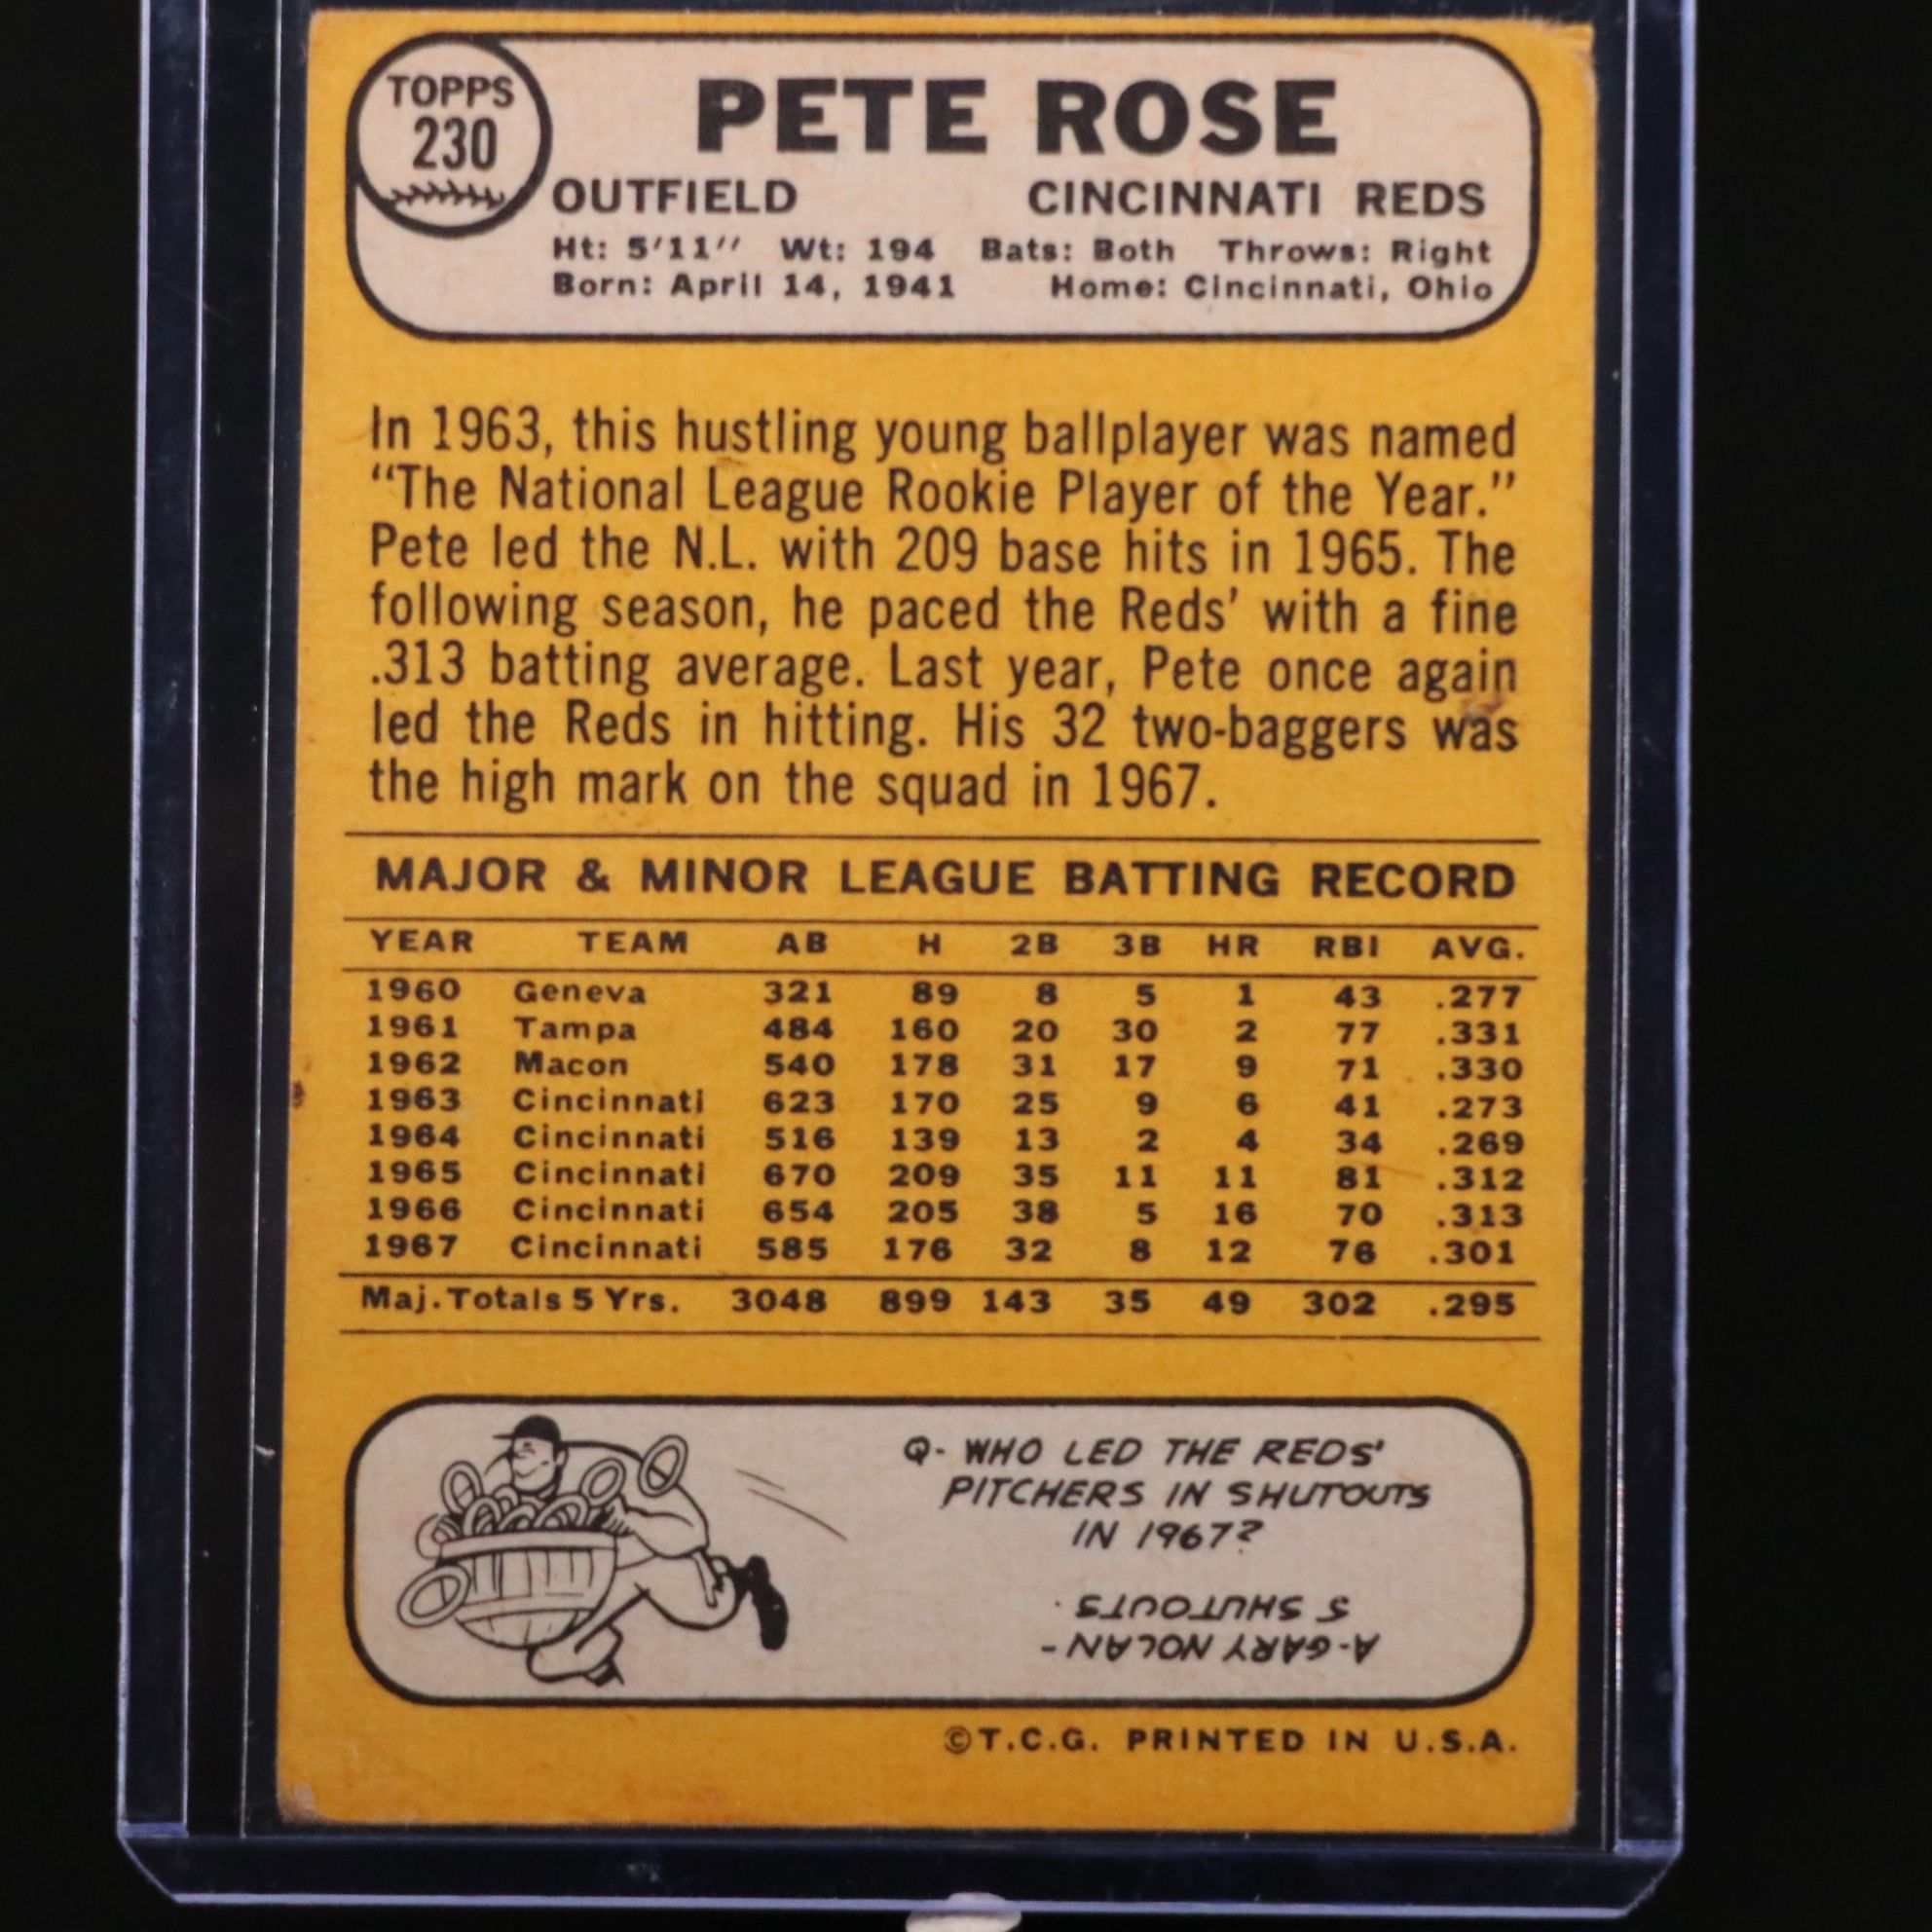 TOPPS
230
PETE ROSE
OUTFIELD CINCINNATI REDS
Ht: 5'11" Wt: 194 Bats: Both Throws: Right
Born: April 14, 1941 Home: Cincinnati, Ohio
In 1963, this hustling young ballplayer was named
“The National League Rookie Player of the Year.”
Pete led the N.L. with 209 base hits in 1965. The
following season, he paced the Reds’ with a fine
.313 batting average. Last year, Pete once again
led the Reds in hitting. His 32 two-baggers was
the high mark on the squad in 1967.
MAJOR & MINOR LEAGUE BATTING RECORD
YEAR TEAM AB H 2B 3B HR RBI AVG.
1960 Geneva 321 89 8 5 1 43 .277
1961 Tampa 484 160 20 30 2 77 .331
1962 Macon 540 178 31 17 9 71 .330
1963 Cincinnati 623 170 25 9 6 41 .273
1964 Cincinnati 516 139 13 2 4 34 .269
1965 Cincinnati 670 209 35 11 11 81 .312
1966 Cincinnati 654 205 38 5 16 70 .313
1967 Cincinnati 585 176 32 8 12 76 .301
Maj. Totals 5 Yrs. 3048 899 143 35 49 302 .295
Q- WHO LED THE REDS'
PITCHERS IN SHUTOUTS
IN 1967?
A-GARY NOLAN -
5 SHUTOUTS.
©T.C.G. PRINTED IN U.S.A.